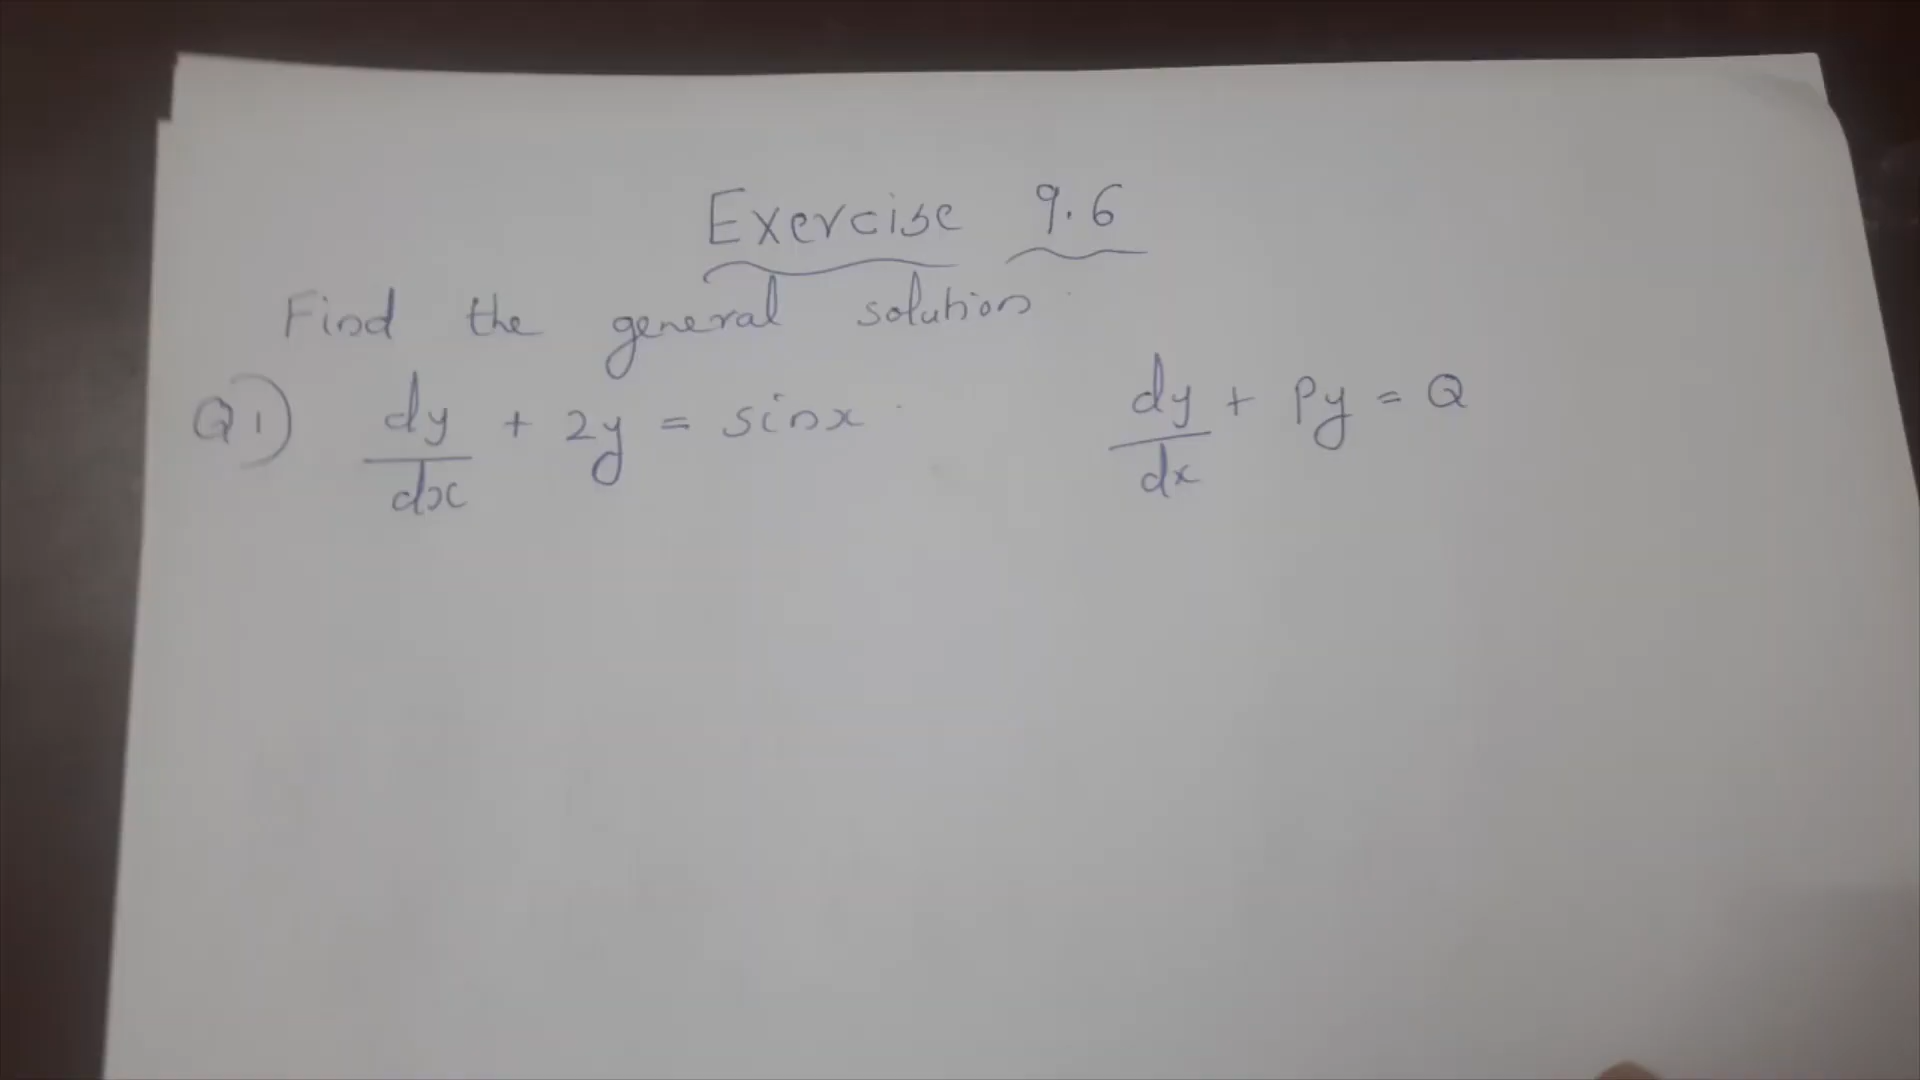 Exercise 9.6
Find the general solution
Q1) dy/dx + 2y = sinx
dy/dx + Py = Q